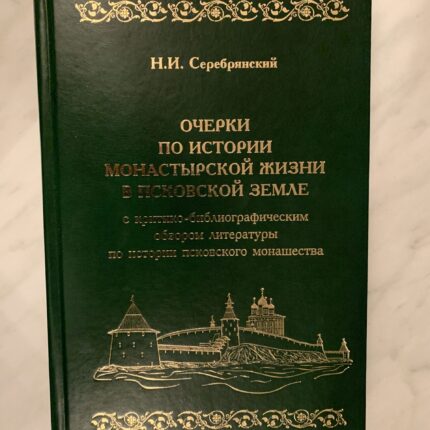 Н.И. Серебрянский
ОЧЕРКИ
ПО ИСТОРИИ
МОНАСТЫРСКОЙ ЖИЗНИ
В ПСКОВСКОЙ ЗЕМЛЕ
с критико-библиографическим
обзором литературы
по истории псковского монашества